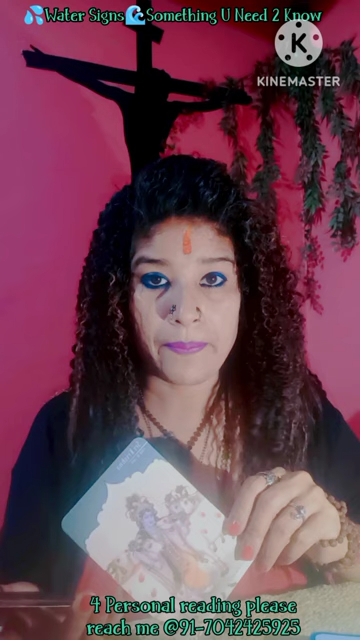 💦Water Signs🌊Something U Need 2 Know
KINEMASTER
4 Personal reading please
reach me @91-7042425925